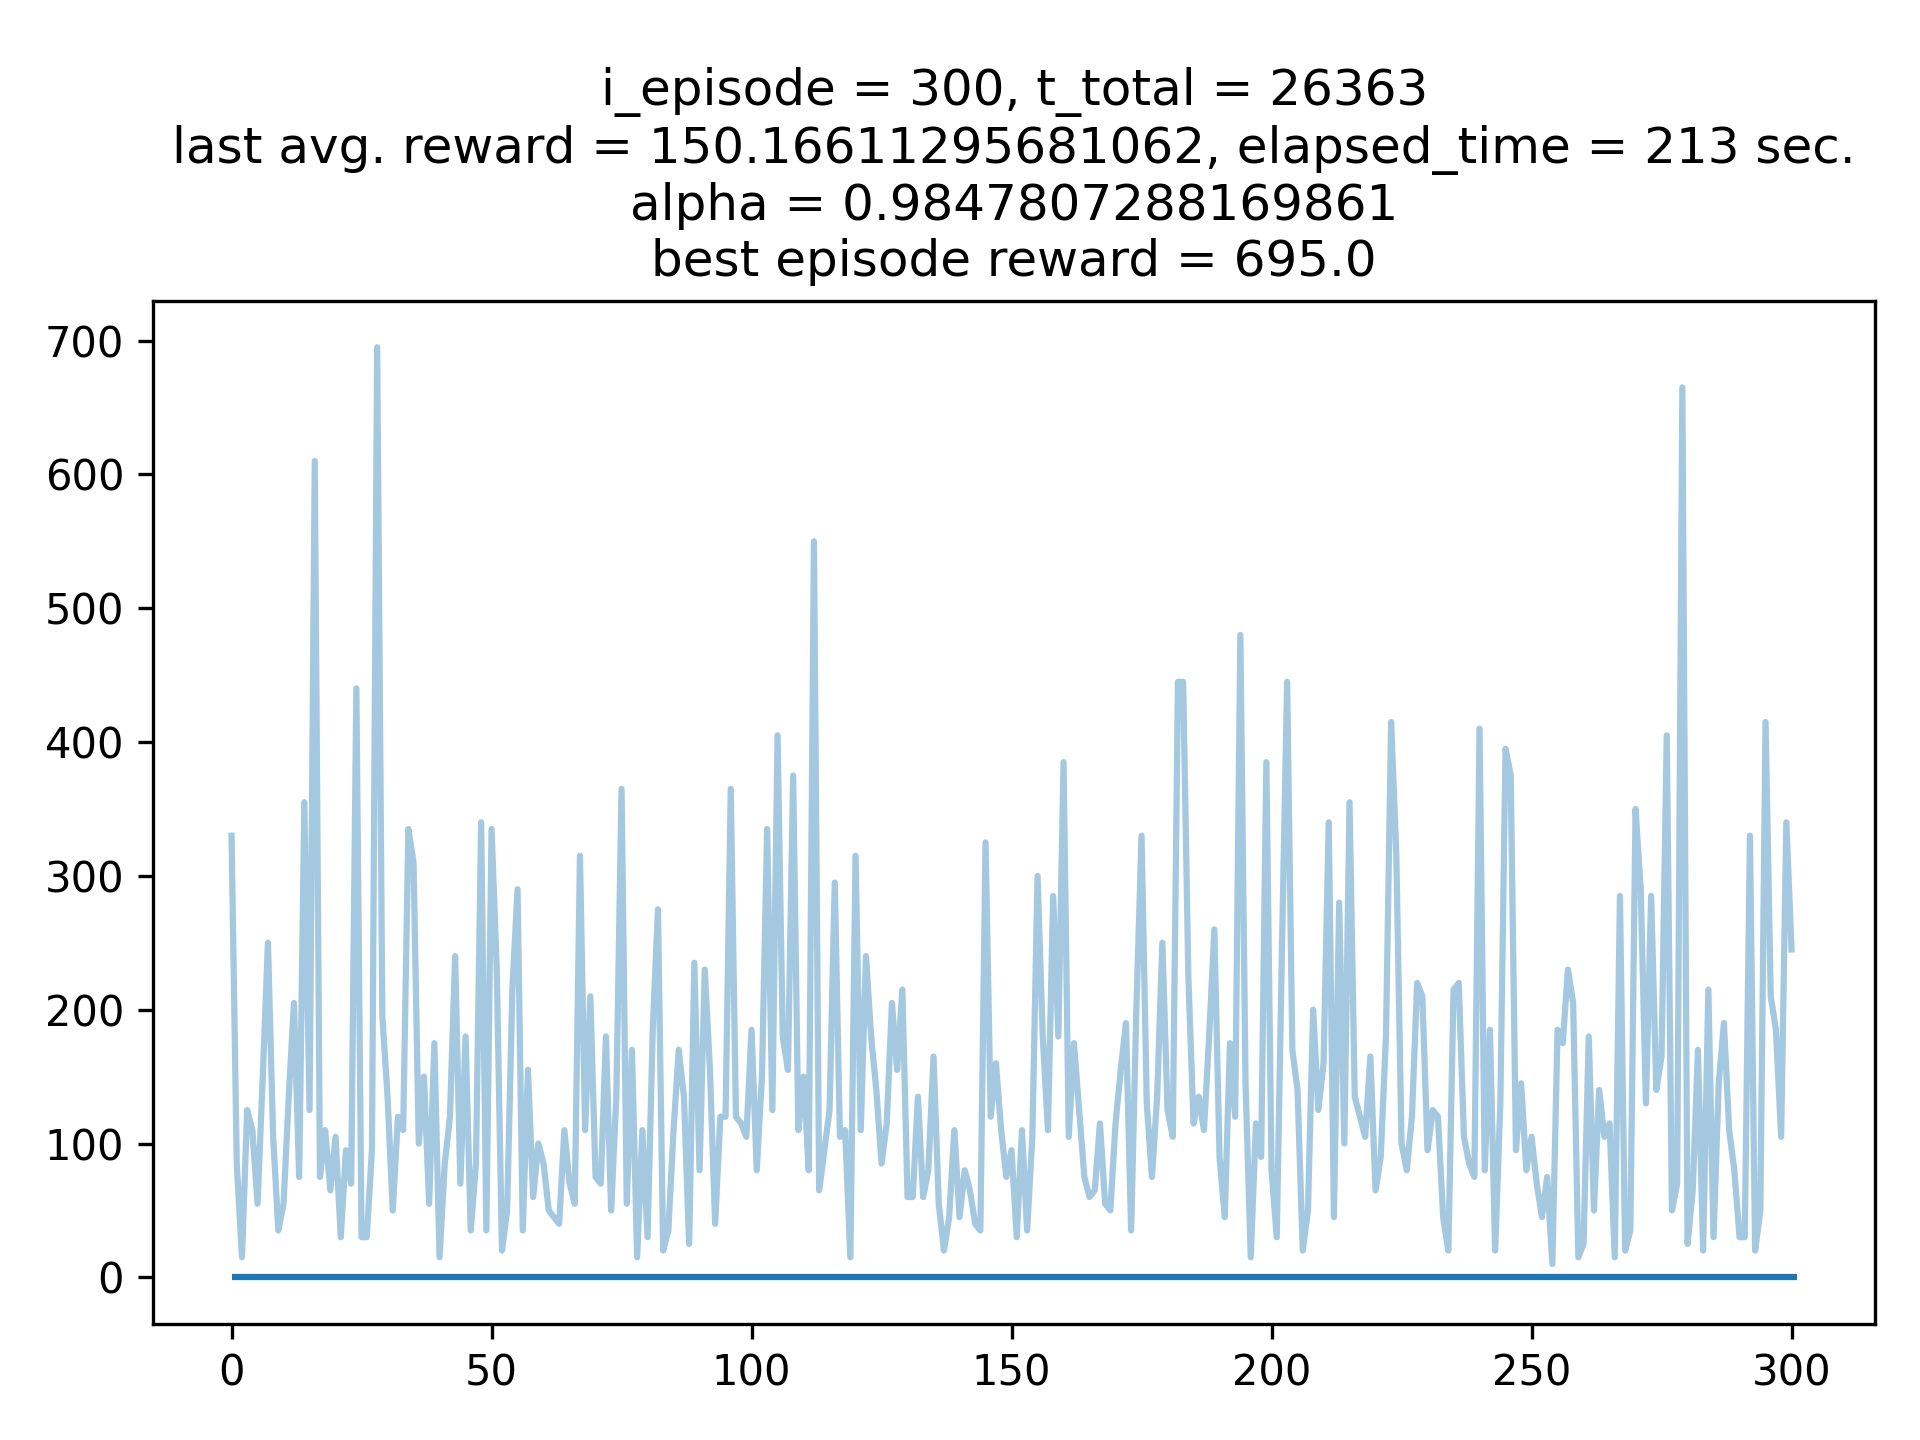 i_episode = 300, t_total = 26363
last avg. reward = 150.16611295681062, elapsed_time = 213 sec.
alpha = 0.9847807288169861
best episode reward = 695.0
700
600
500
400
300
200
100
0
0 50 100 150 200 250 300